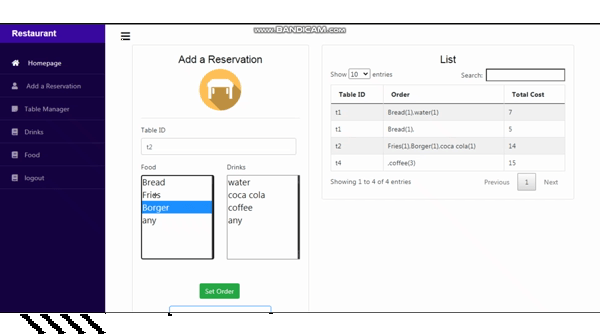 www.BANDICAM.com
Restaurant
Homepage
Add a Reservation
Table Manager
Drinks
Food
logout
Add a Reservation
Table ID
t2
Food
Drinks
Bread
Fries
Borger
any
water
coca cola
coffee
any
Set Order
List
Show 10 entries
Search:
Table ID Order Total Cost
t1 Bread(1).water(1) 7
t1 Bread(1). 5
t2 Fries(1).Borger(1).coca cola(1) 14
t4 .coffee(3) 15
Showing 1 to 4 of 4 entries
Previous 1 Next